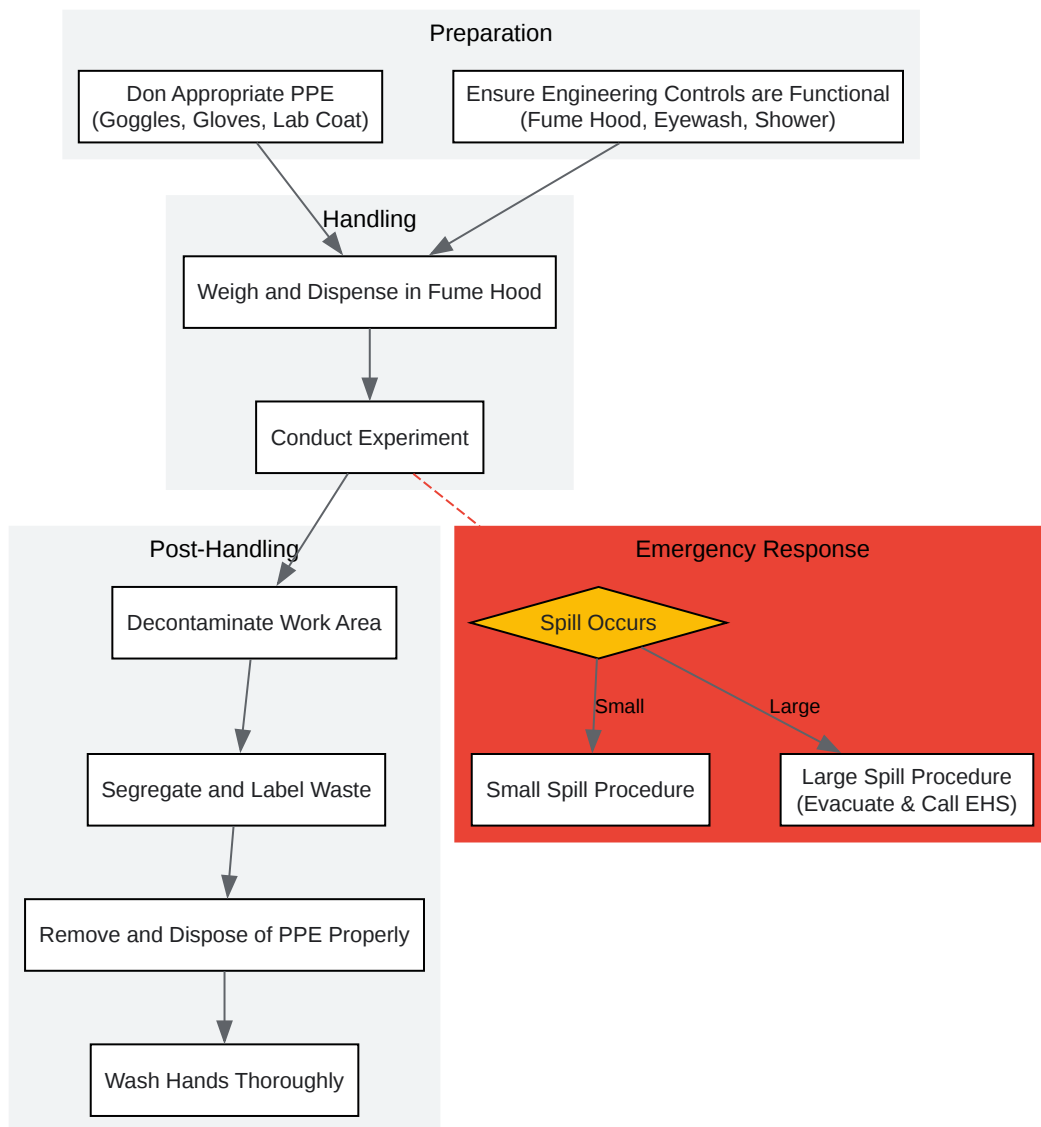 Preparation
Don Appropriate PPE
(Goggles, Gloves, Lab Coat)
Ensure Engineering Controls are Functional
(Fume Hood, Eyewash, Shower)
Handling
Weigh and Dispense in Fume Hood
Conduct Experiment
Post-Handling
Decontaminate Work Area
Segregate and Label Waste
Remove and Dispose of PPE Properly
Wash Hands Thoroughly
Emergency Response
Spill Occurs
Small
Large
Small Spill Procedure
Large Spill Procedure
(Evacuate & Call EHS)